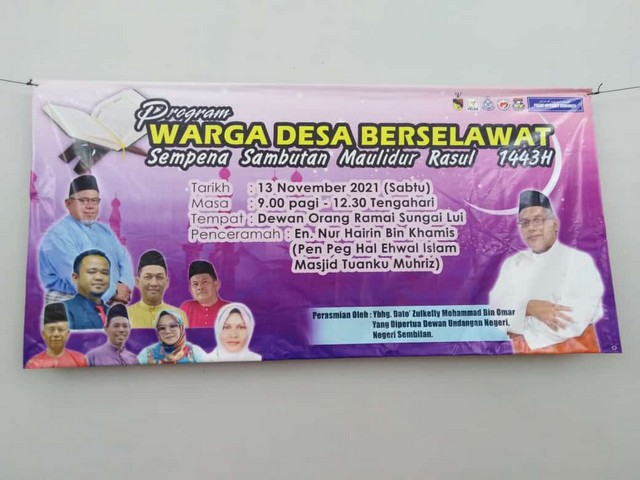 Program
WARGA DESA BERSELAWAT
Sempena Sambutan Maulidur Rasul 1443H
Tarikh : 13 November 2021 (Sabtu)
Masa : 9.00 pagi - 12.30 Tengahari
Tempat : Dewan Orang Ramai Sungai Lui
Penceramah : En. Nur Hairin Bin Khamis
(Pen Peg Hal Ehwal Islam
Masjid Tuanku Muhriz)
Perasmian Oleh : Ybhg. Dato' Zulkefly Mohammad Bin Omar
Yang Dipertua Dewan Undangan Negeri,
Negeri Sembilan.